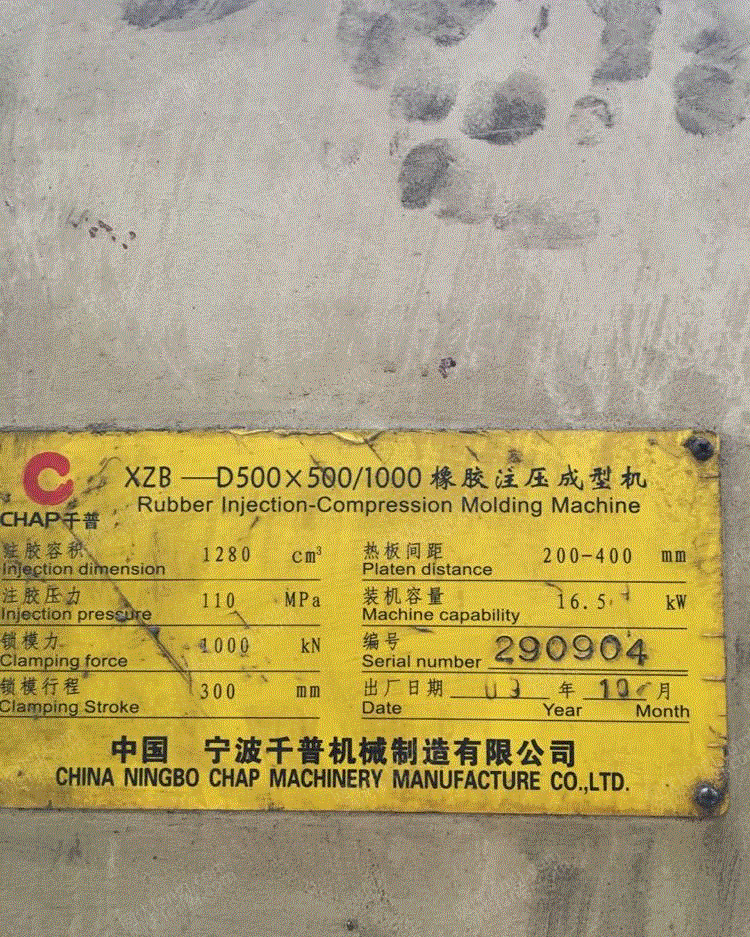 XZB —D500×500/1000 橡胶注压成型机
Rubber Injection-Compression Molding Machine
CHAP千普
注胶容积 1280 cm³ 热板间距 200-400 mm
Injection dimension Platen distance
注胶压力 110 MPa 装机容量 16.5 kW
Injection pressure Machine capability
锁模力 1000 kN 编号 290904
Clamping force Serial number
锁模行程 300 mm 出厂日期 年 10 月
Clamping Stroke Date Year Month
中国 宁波千普机械制造有限公司
CHINA NINGBO CHAP MACHINERY MANUFACTURE CO.,LTD.